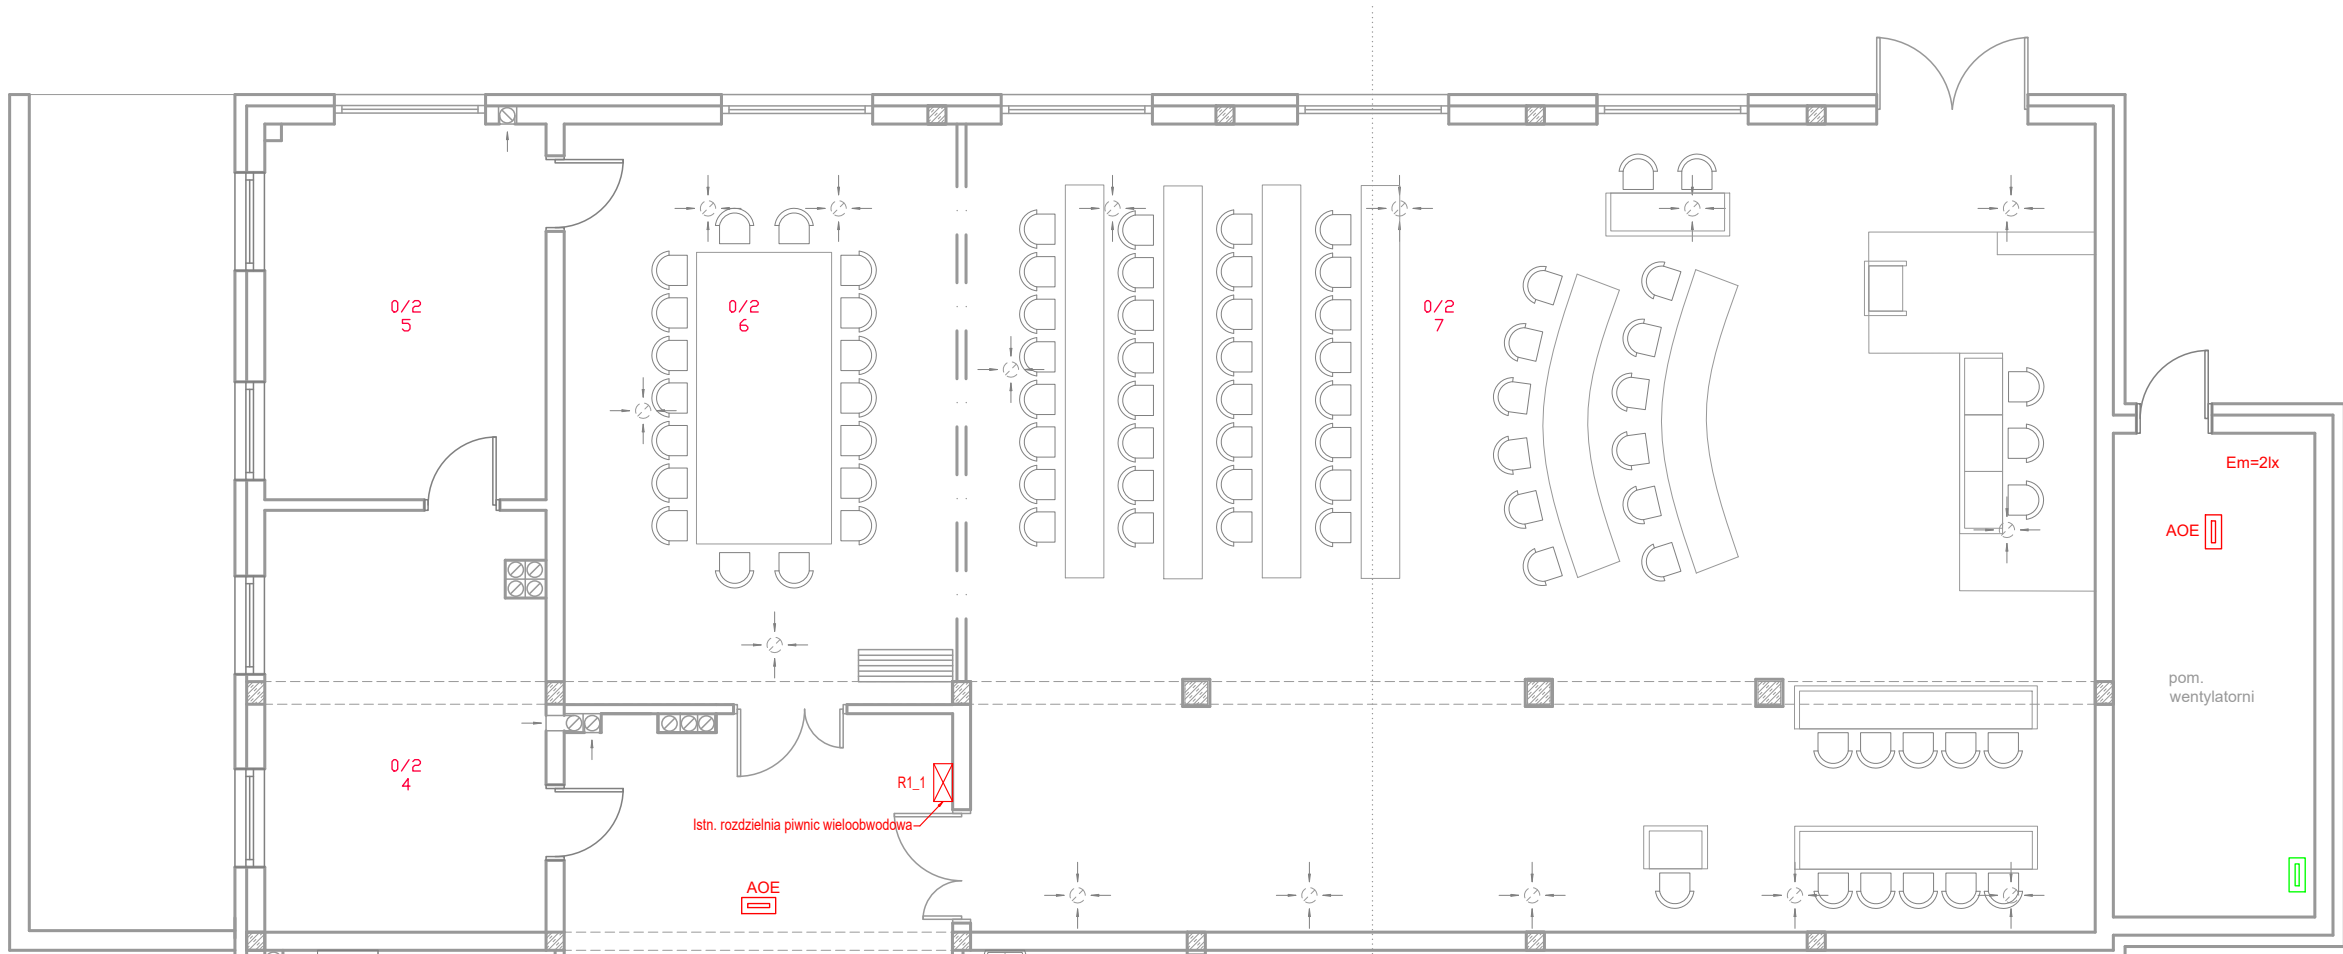 0/2
5
0/2
6
0/2
7
Em=2lx
AOE
pom.
wentylatorni
0/2
4
R1_1
Istn. rozdzielnia piwnic wieloobwodowa
AOE